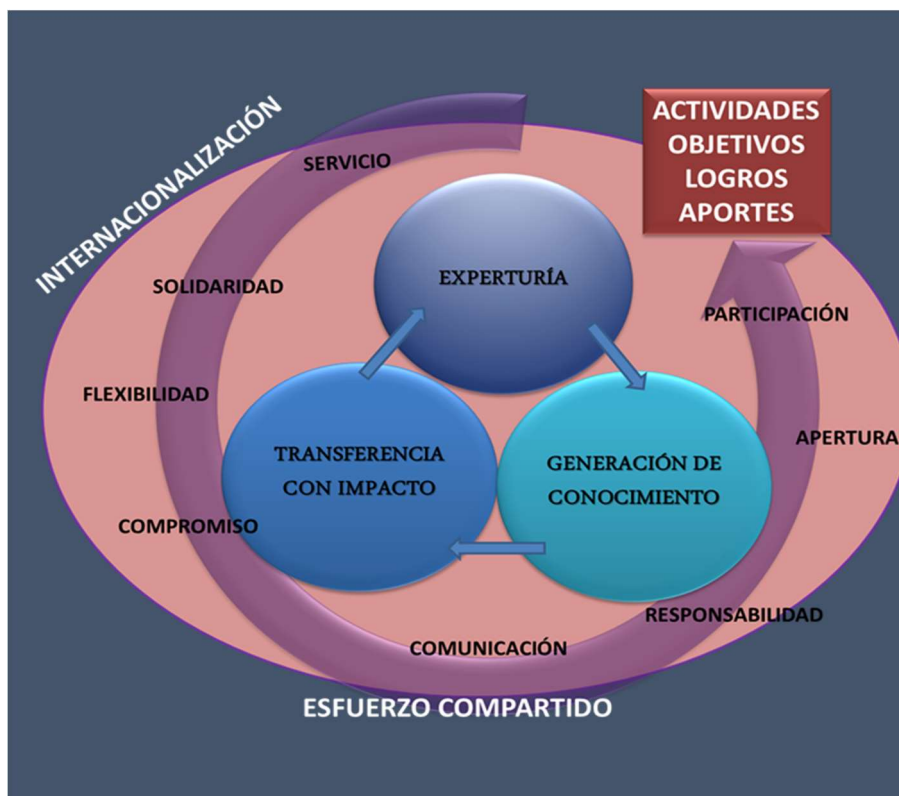 INTERNACIONALIZACIÓN
ACTIVIDADES
OBJETIVOS
LOGROS
APORTES
SERVICIO
SOLIDARIDAD
FLEXIBILIDAD
COMPROMISO
COMUNICACIÓN
RESPONSABILIDAD
APERTURA
PARTICIPACIÓN
EXPERTURÍA
GENERACIÓN DE
CONOCIMIENTO
TRANSFERENCIA
CON IMPACTO
ESFUERZO COMPARTIDO